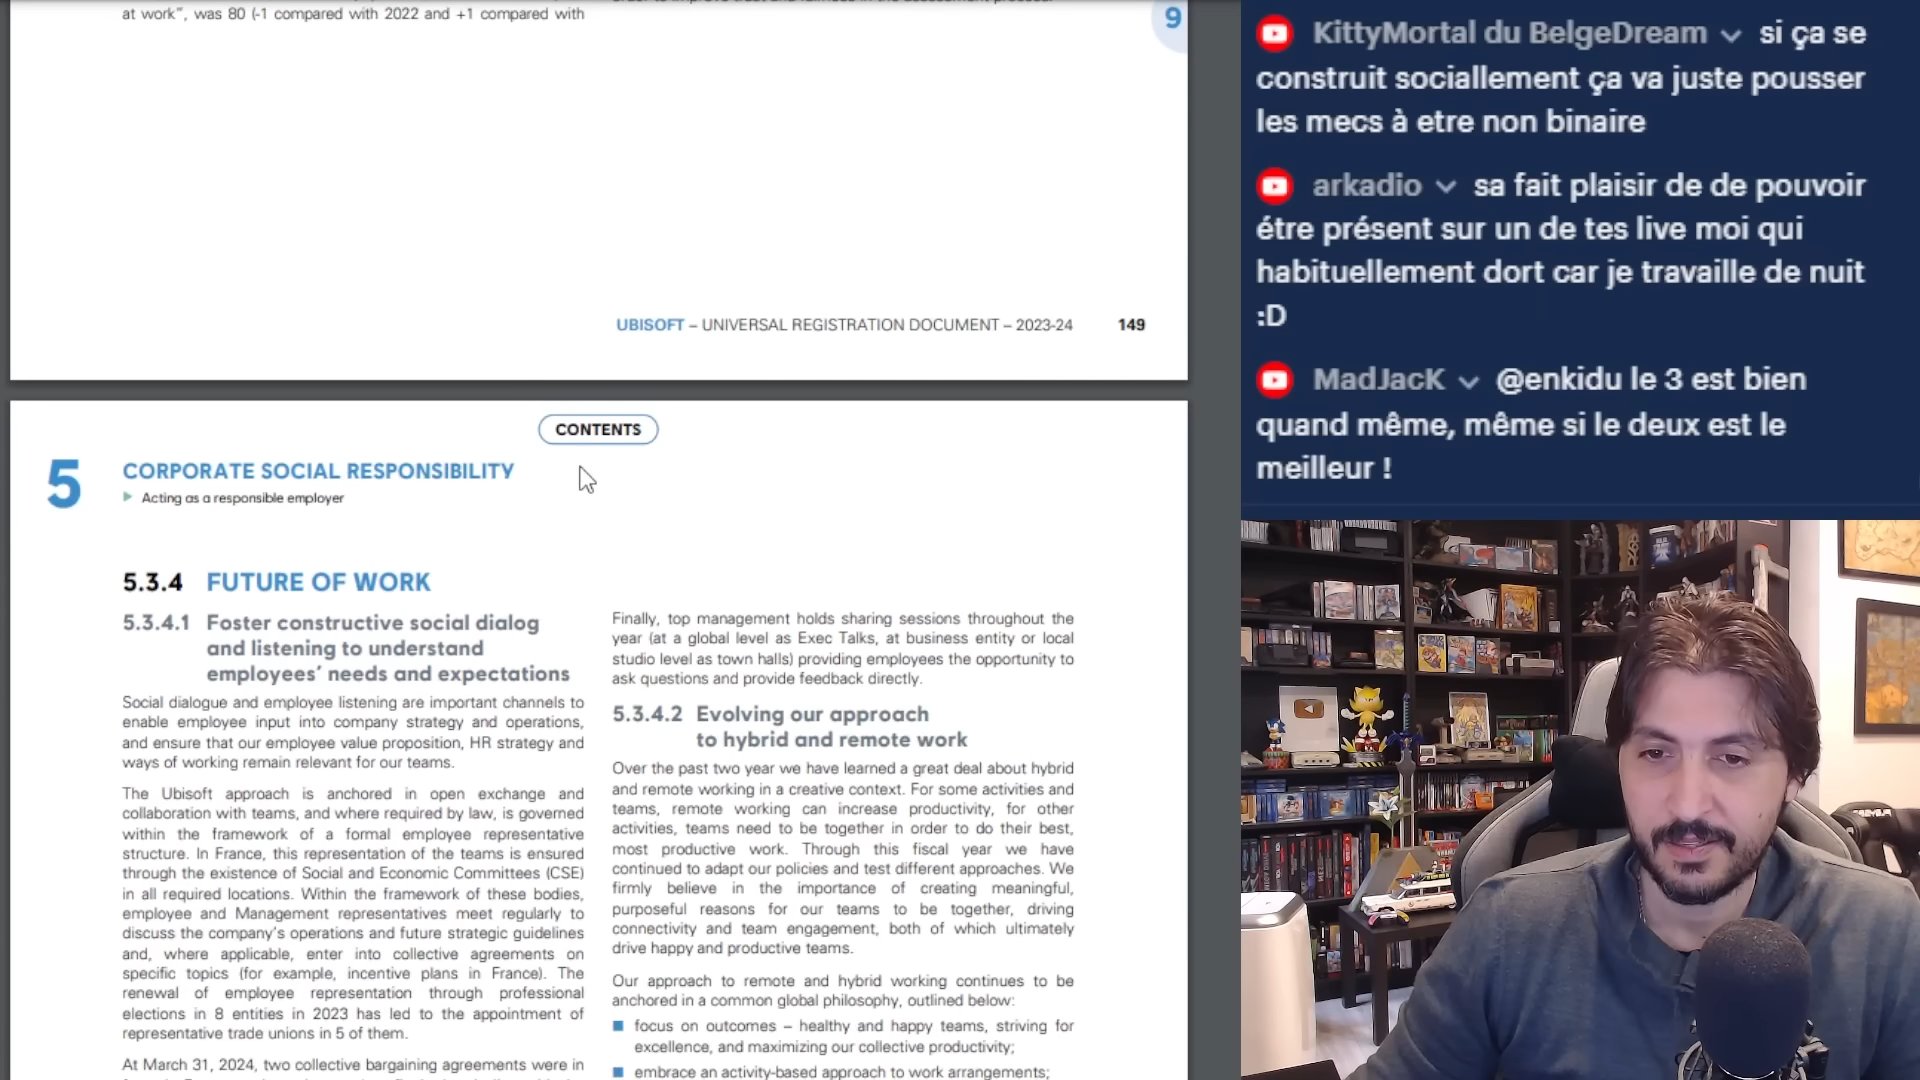 at work”, was 80 (-1 compared with 2022 and +1 compared with
9
UBISOFT – UNIVERSAL REGISTRATION DOCUMENT – 2023-24 149
CONTENTS
5
CORPORATE SOCIAL RESPONSIBILITY
Acting as a responsible employer
5.3.4 FUTURE OF WORK
5.3.4.1 Foster constructive social dialog
and listening to understand
employees’ needs and expectations
Social dialogue and employee listening are important channels to
enable employee input into company strategy and operations,
and ensure that our employee value proposition, HR strategy and
ways of working remain relevant for our teams.
The Ubisoft approach is anchored in open exchange and
collaboration with teams, and where required by law, is governed
within the framework of a formal employee representative
structure. In France, this representation of the teams is ensured
through the existence of Social and Economic Committees (CSE)
in all required locations. Within the framework of these bodies,
employee and Management representatives meet regularly to
discuss the company’s operations and future strategic guidelines
and, where applicable, enter into collective agreements on
specific topics (for example, incentive plans in France). The
renewal of employee representation through professional
elections in 8 entities in 2023 has led to the appointment of
representative trade unions in 5 of them.
At March 31, 2024, two collective bargaining agreements were in
Finally, top management holds sharing sessions throughout the
year (at a global level as Exec Talks, at business entity or local
studio level as town halls) providing employees the opportunity to
ask questions and provide feedback directly.
5.3.4.2 Evolving our approach
to hybrid and remote work
Over the past two year we have learned a great deal about hybrid
and remote working in a creative context. For some activities and
teams, remote working can increase productivity, for other
activities, teams need to be together in order to do their best,
most productive work. Through this fiscal year we have
continued to adapt our policies and test different approaches. We
firmly believe in the importance of creating meaningful,
purposeful reasons for our teams to be together, driving
connectivity and team engagement, both of which ultimately
drive happy and productive teams.
Our approach to remote and hybrid working continues to be
anchored in a common global philosophy, outlined below:
focus on outcomes – healthy and happy teams, striving for
excellence, and maximizing our collective productivity;
embrace an activity-based approach to work arrangements;
KittyMortal du BelgeDream si ça se
construit sociallement ça va juste pousser
les mecs à etre non binaire
arkadio sa fait plaisir de de pouvoir
étre présent sur un de tes live moi qui
habituellement dort car je travaille de nuit
:D
MadJacK @enkidu le 3 est bien
quand même, même si le deux est le
meilleur !